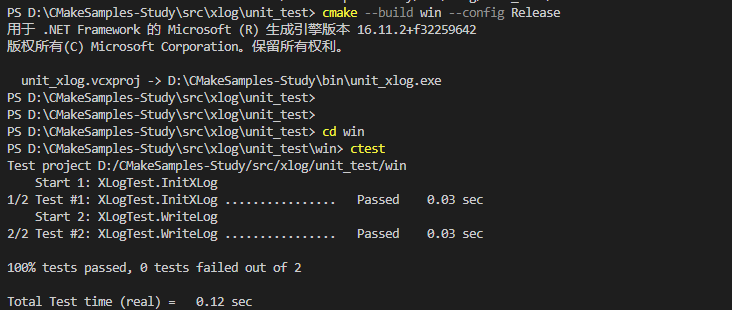 PS D:\CMakeSamples-Study\src\xlog\unit_test> cmake --build win --config Release
用于 .NET Framework 的 Microsoft (R) 生成引擎版本 16.11.2+f32259642
版权所有(C) Microsoft Corporation。保留所有权利。
unit_xlog.vcxproj -> D:\CMakeSamples-Study\bin\unit_xlog.exe
PS D:\CMakeSamples-Study\src\xlog\unit_test>
PS D:\CMakeSamples-Study\src\xlog\unit_test>
PS D:\CMakeSamples-Study\src\xlog\unit_test> cd win
PS D:\CMakeSamples-Study\src\xlog\unit_test\win> ctest
Test project D:/CMakeSamples-Study/src/xlog/unit_test/win
    Start 1: XLogTest.InitXLog
1/2 Test #1: XLogTest.InitXLog ................   Passed    0.03 sec
    Start 2: XLogTest.WriteLog
2/2 Test #2: XLogTest.WriteLog ................   Passed    0.03 sec
100% tests passed, 0 tests failed out of 2
Total Test time (real) =   0.12 sec